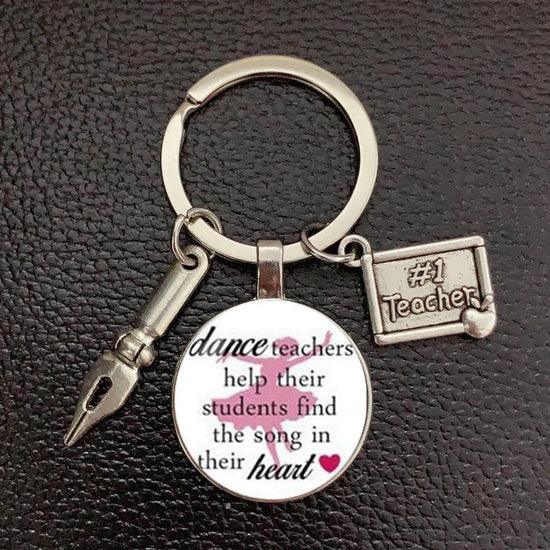 #1
Teacher
dance teachers
help their
students find
the song in
their heart